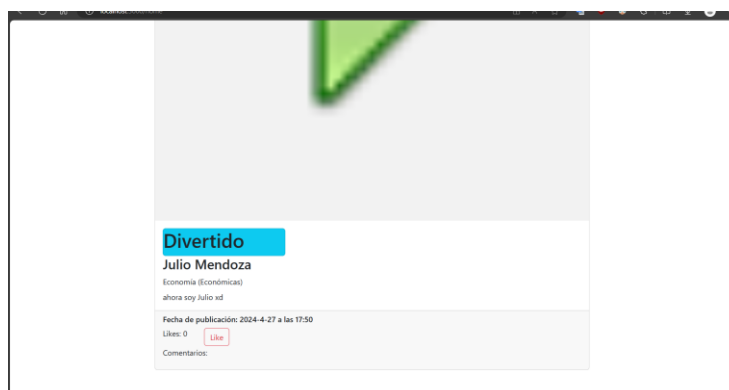 Divertido
Julio Mendoza
Economía (Económicas)
ahora soy Julio xd
Fecha de publicación: 2024-4-27 a las 17:50
Likes: 0 Like
Comentarios: